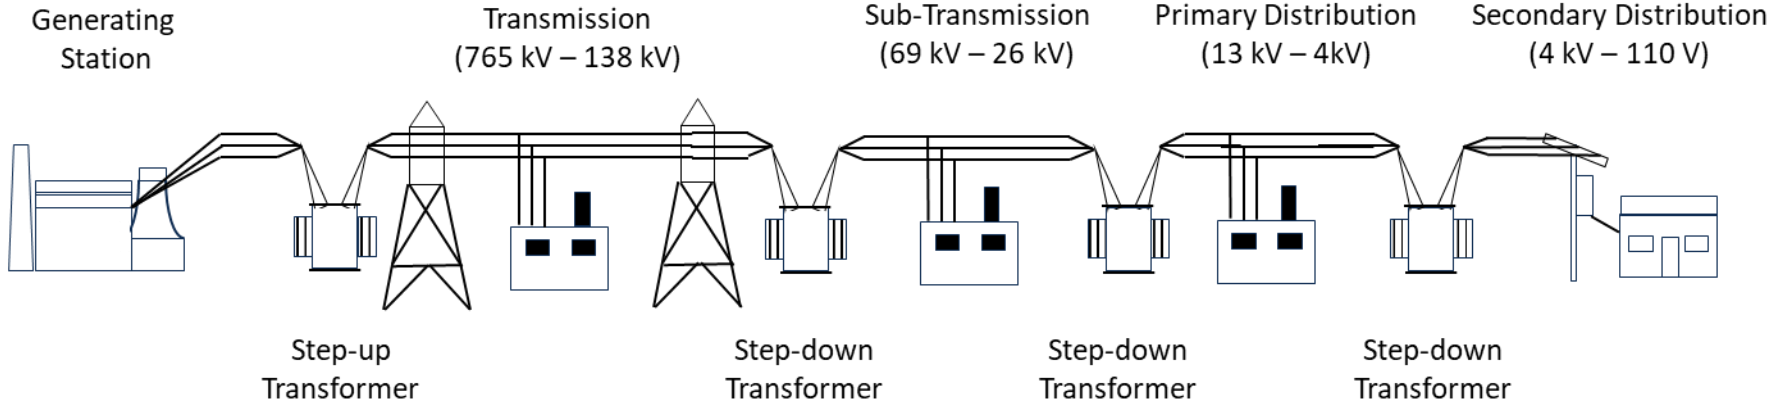 Generating
Station
Transmission
(765 kV – 138 kV)
Sub-Transmission
(69 kV – 26 kV)
Primary Distribution
(13 kV – 4kV)
Secondary Distribution
(4 kV – 110 V)
Step-up
Transformer
Step-down
Transformer
Step-down
Transformer
Step-down
Transformer